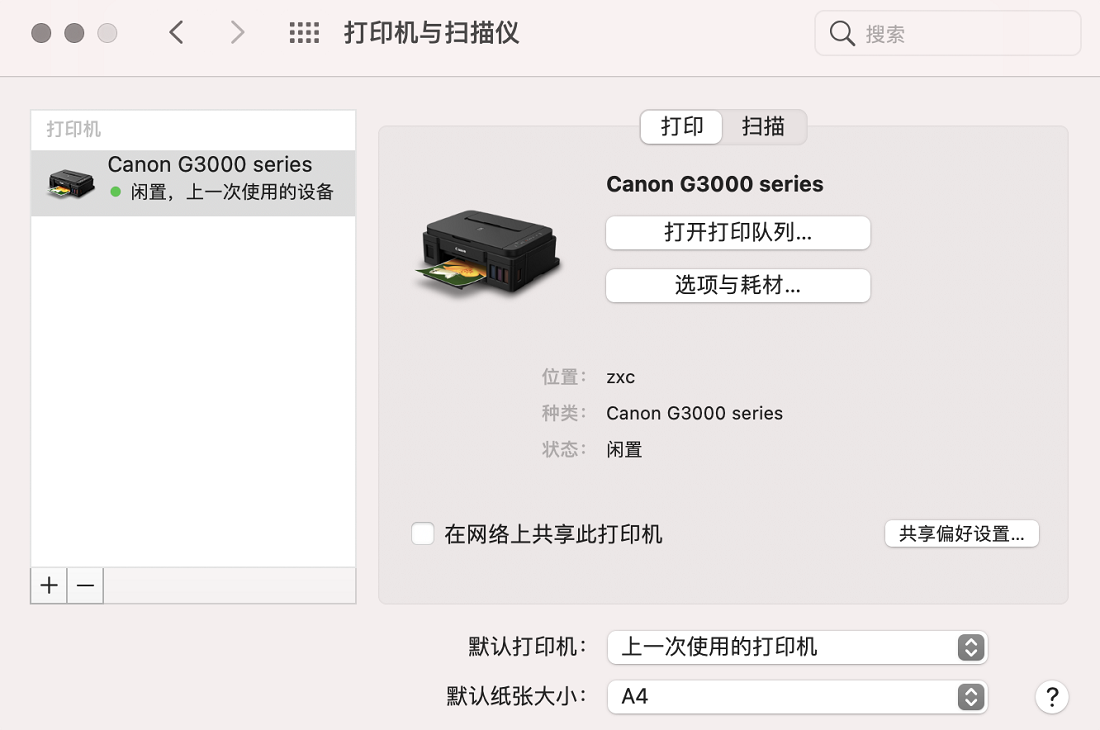 打印机与扫描仪
搜索
打印机
Canon G3000 series
闲置，上一次使用的设备
打印
扫描
Canon G3000 series
打开打印队列...
选项与耗材...
位置： zxc
种类： Canon G3000 series
状态： 闲置
在网络上共享此打印机
共享偏好设置...
默认打印机： 上一次使用的打印机
默认纸张大小： A4
?